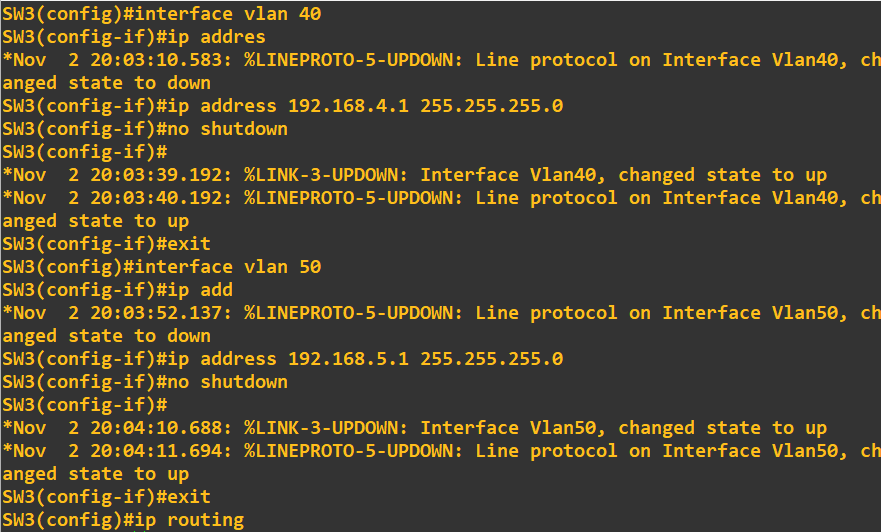 SW3(config)#interface vlan 40
SW3(config-if)#ip addres
*Nov  2 20:03:10.583: %LINEPROTO-5-UPDOWN: Line protocol on Interface Vlan40, ch
anged state to down
SW3(config-if)#ip address 192.168.4.1 255.255.255.0
SW3(config-if)#no shutdown
SW3(config-if)#
*Nov  2 20:03:39.192: %LINK-3-UPDOWN: Interface Vlan40, changed state to up
*Nov  2 20:03:40.192: %LINEPROTO-5-UPDOWN: Line protocol on Interface Vlan40, ch
anged state to up
SW3(config-if)#exit
SW3(config)#interface vlan 50
SW3(config-if)#ip add
*Nov  2 20:03:52.137: %LINEPROTO-5-UPDOWN: Line protocol on Interface Vlan50, ch
anged state to down
SW3(config-if)#ip address 192.168.5.1 255.255.255.0
SW3(config-if)#no shutdown
SW3(config-if)#
*Nov  2 20:04:10.688: %LINK-3-UPDOWN: Interface Vlan50, changed state to up
*Nov  2 20:04:11.694: %LINEPROTO-5-UPDOWN: Line protocol on Interface Vlan50, ch
anged state to up
SW3(config-if)#exit
SW3(config)#ip routing